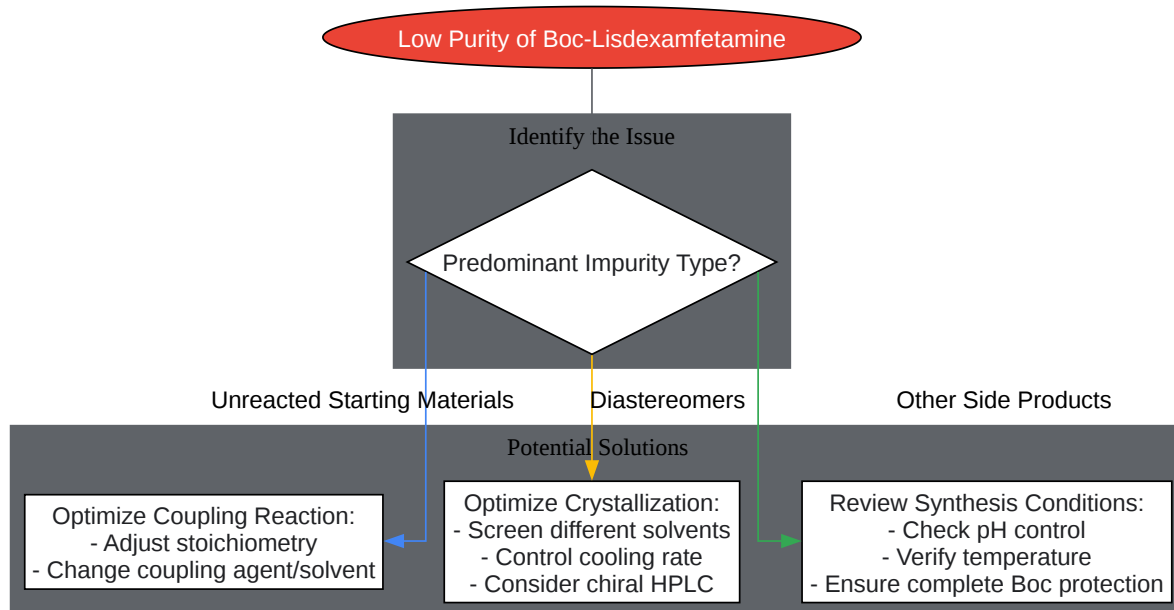 Low Purity of Boc-Lisdexamfetamine
Identify the Issue
Predominant Impurity Type?
Unreacted Starting Materials
Diastereomers
Other Side Products
Potential Solutions
Optimize Coupling Reaction:
- Adjust stoichiometry
- Change coupling agent/solvent
Optimize Crystallization:
- Screen different solvents
- Control cooling rate
- Consider chiral HPLC
Review Synthesis Conditions:
- Check pH control
- Verify temperature
- Ensure complete Boc protection